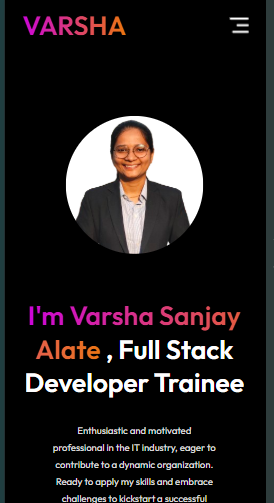 VARSHA
I'm Varsha Sanjay
Alate , Full Stack
Developer Trainee
Enthusiastic and motivated
professional in the IT industry, eager to
contribute to a dynamic organization.
Ready to apply my skills and embrace
challenges to kickstart a successful